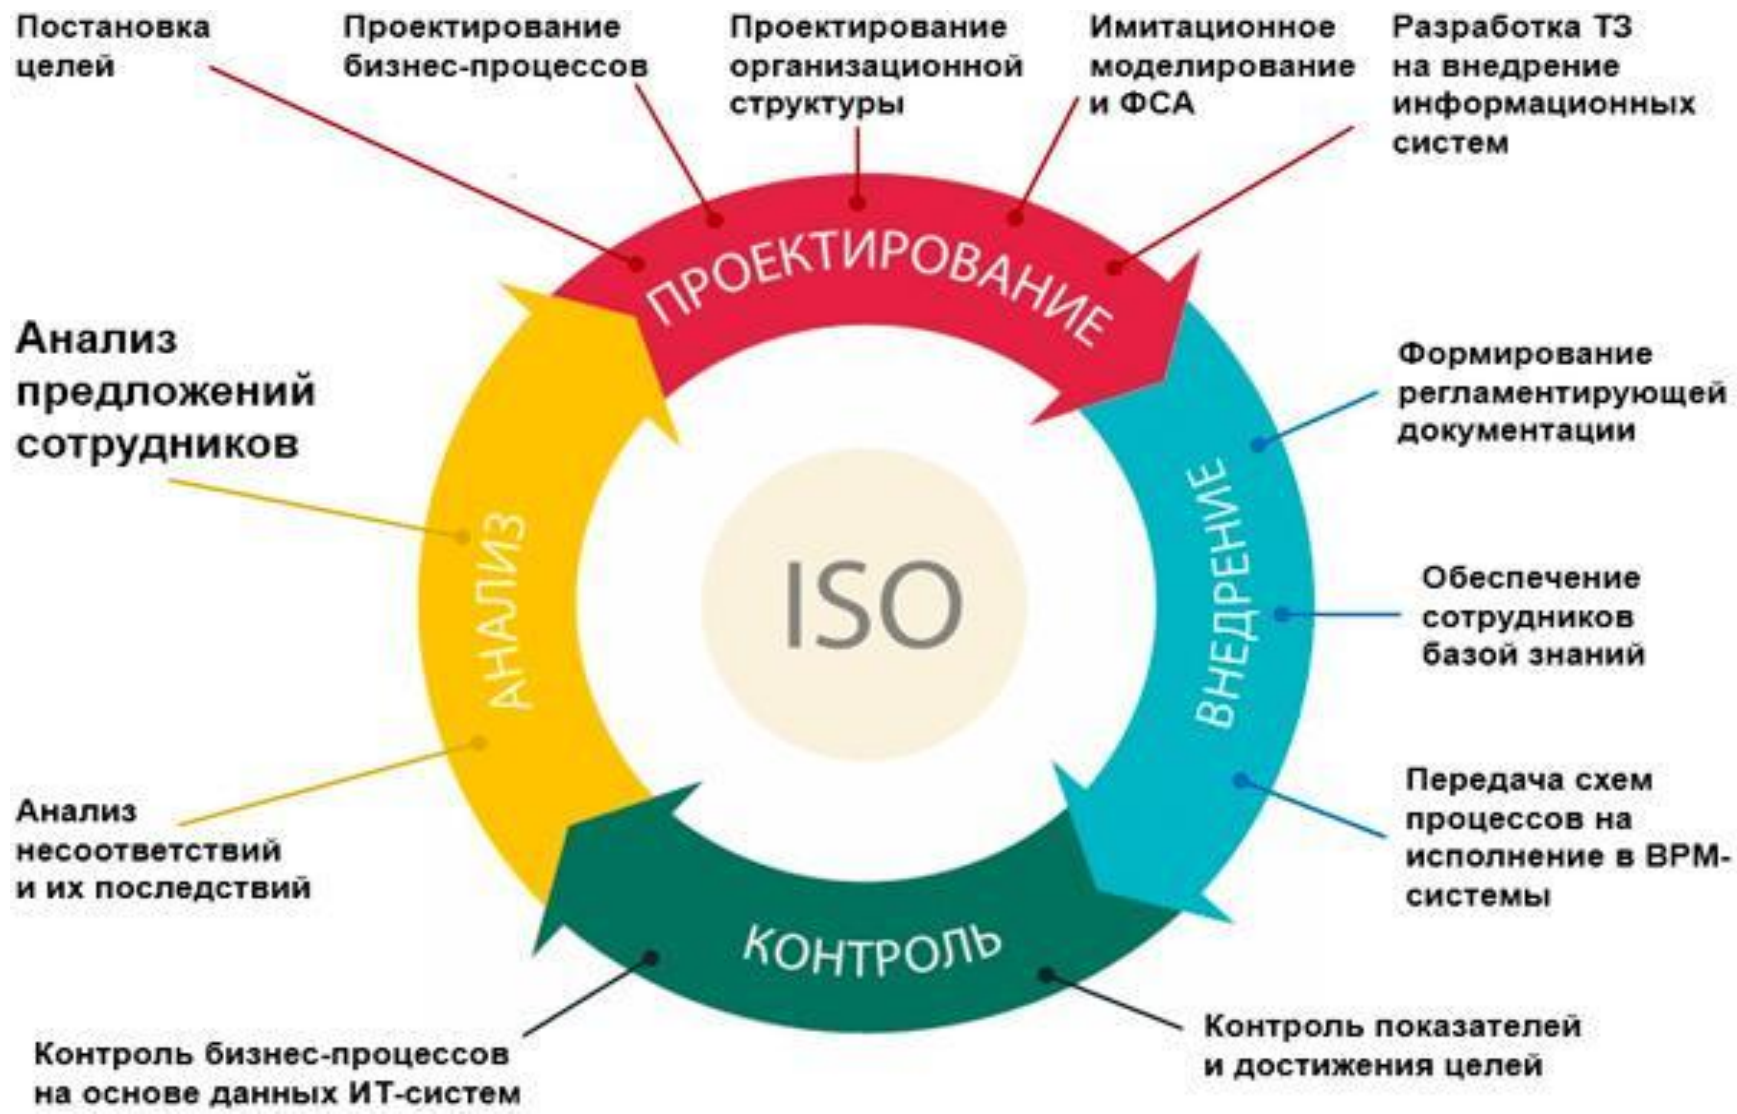 Постановка
целей
Проектирование
бизнес-процессов
Проектирование
организационной
структуры
Имитационное
моделирование
и ФСА
Разработка ТЗ
на внедрение
информационных
систем
ПРОЕКТИРОВАНИЕ
Формирование
регламентирующей
документации
Обеспечение
сотрудников
базой знаний
Передача схем
процессов на
исполнение в BPM-
системы
ВНЕДРЕНИЕ
Контроль показателей
и достижения целей
Контроль бизнес-процессов
на основе данных ИТ-систем
КОНТРОЛЬ
Анализ
несоответствий
и их последствий
Анализ
предложений
сотрудников
АНАЛИЗ
ISO